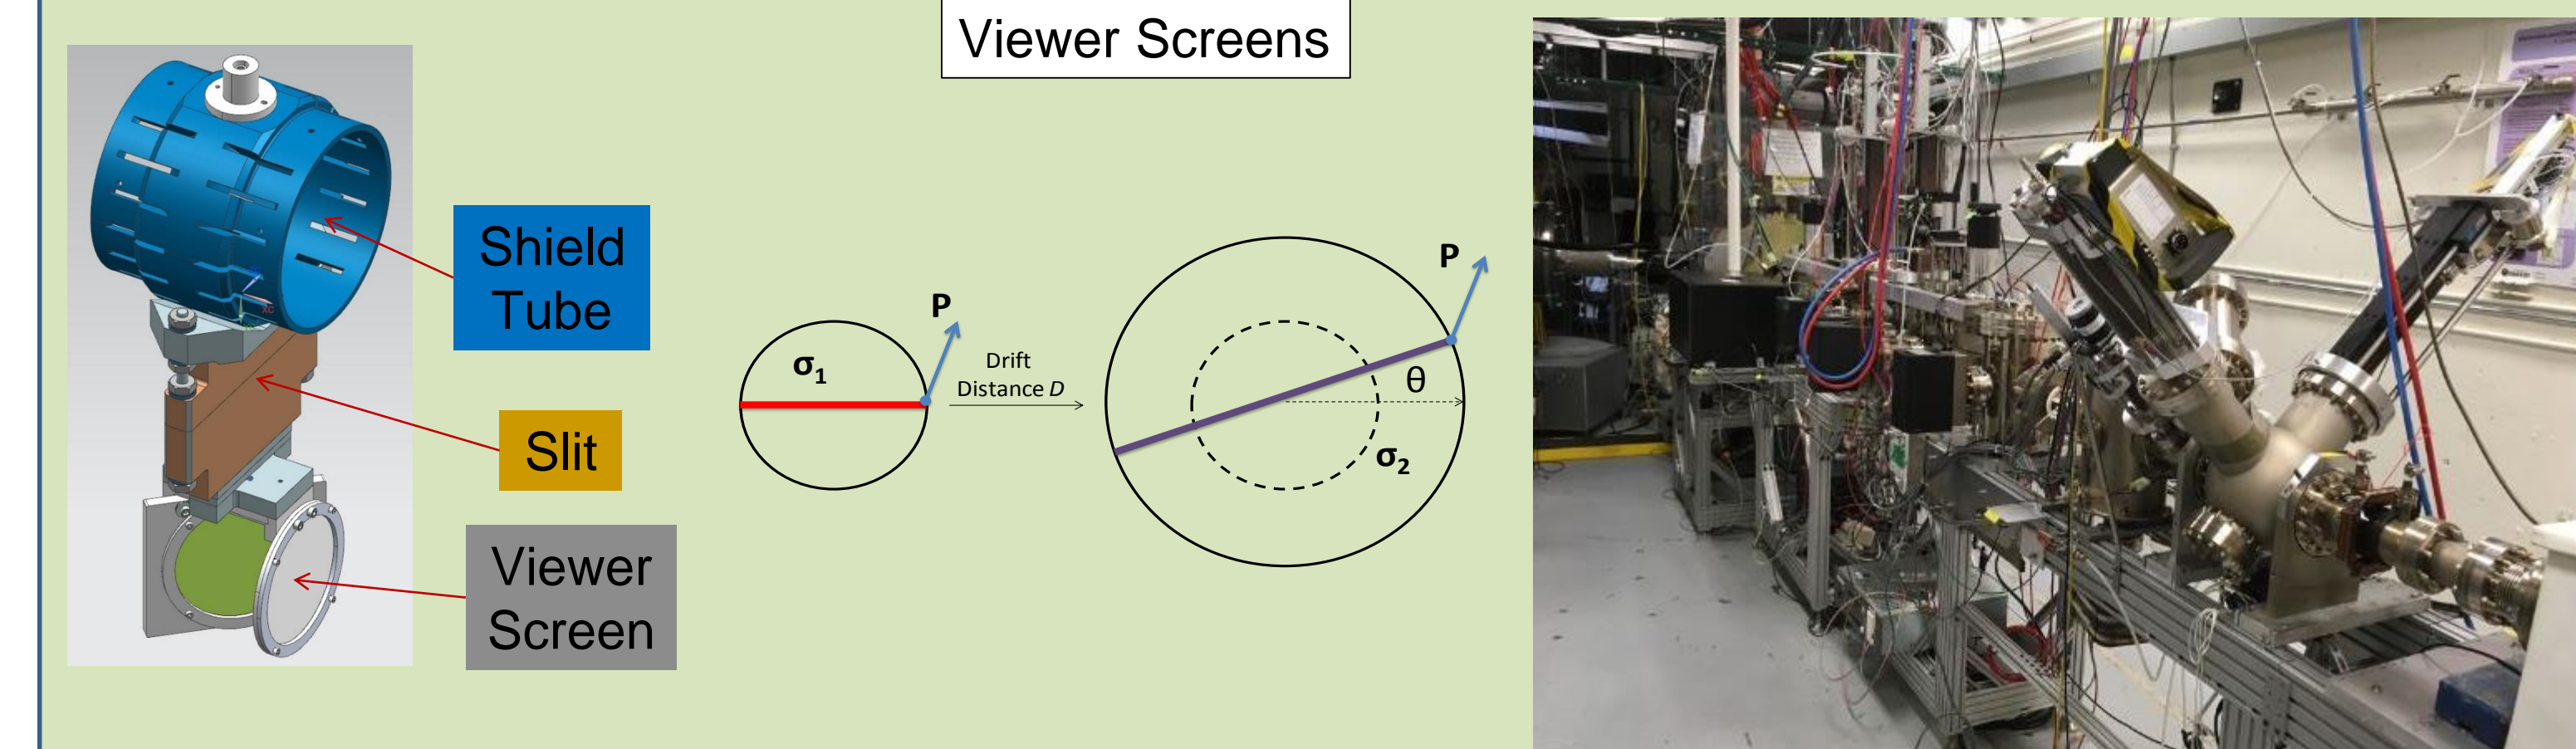 Viewer Screens
Shield
Tube
Slit
Viewer
Screen
σ1
P
Drift
Distance D
P
θ
σ2